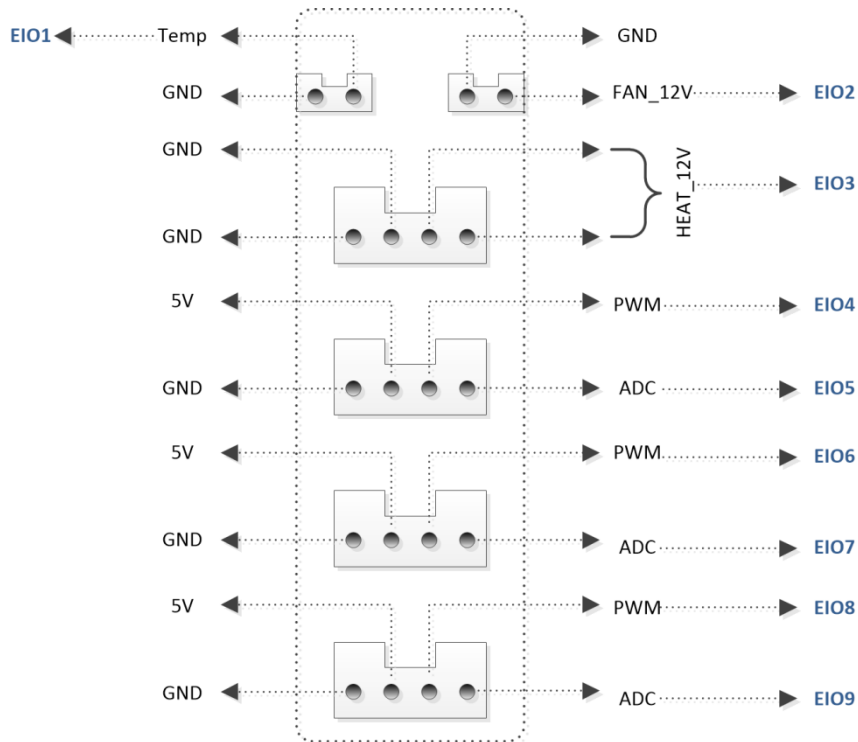 EIO1 Temp GND
GND FAN_12V EIO2
GND
HEAT_12V EIO3
GND
5V PWM EIO4
GND ADC EIO5
5V PWM EIO6
GND ADC EIO7
5V PWM EIO8
GND ADC EIO9